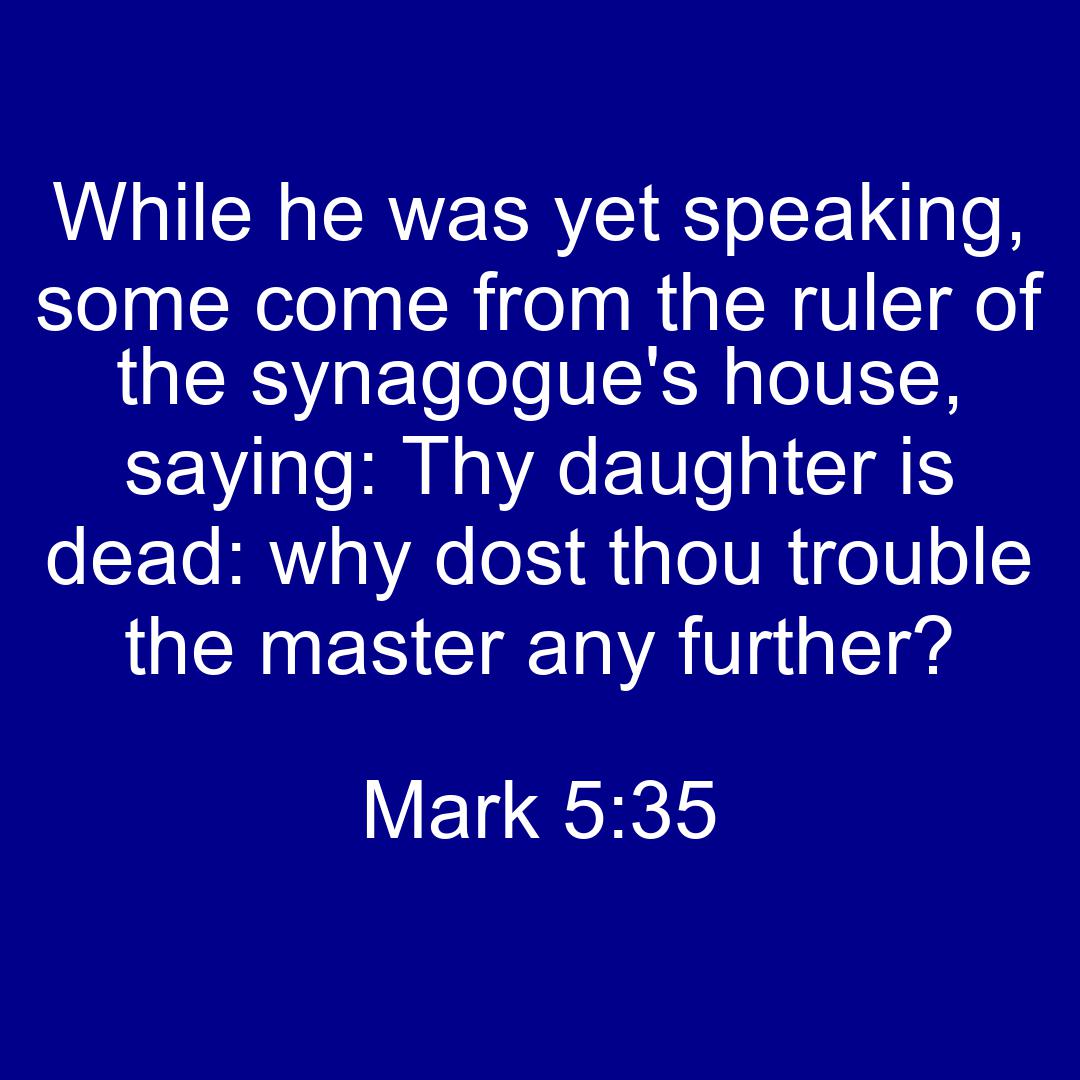 While he was yet speaking,
some come from the ruler of
the synagogue's house,
saying: Thy daughter is
dead: why dost thou trouble
the master any further?
Mark 5:35